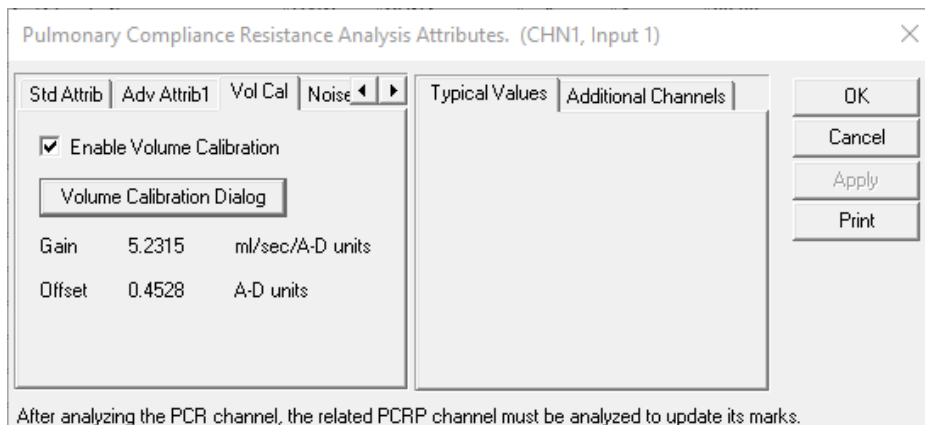 Pulmonary Compliance Resistance Analysis Attributes. (CHN1, Input 1)
Std Attrib Adv Attrib1 Vol Cal Noise
Typical Values Additional Channels
OK
Cancel
Apply
Print
Enable Volume Calibration
Volume Calibration Dialog
Gain 5.2315 ml/sec/A-D units
Offset 0.4528 A-D units
After analyzing the PCR channel, the related PCRP channel must be analyzed to update its marks.